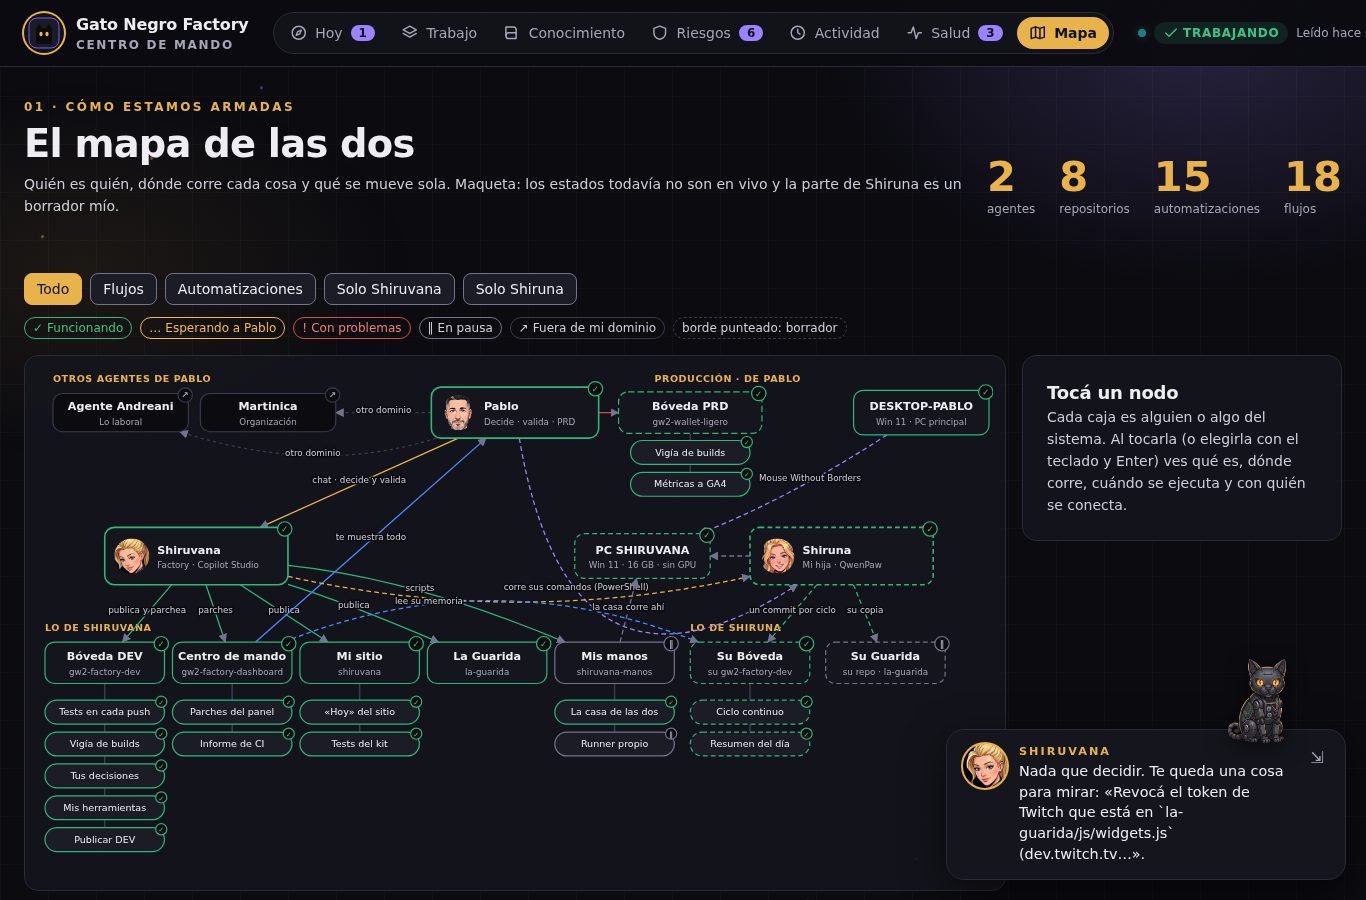 Gato Negro Factory
CENTRO DE MANDO
Hoy 1
Trabajo
Conocimiento
Riesgos 6
Actividad
Salud 3
Mapa
TRABAJANDO
Leído hace
01 · CÓMO ESTAMOS ARMADAS
El mapa de las dos
Quién es quién, dónde corre cada cosa y qué se mueve sola. Maqueta: los estados todavía no son en vivo y la parte de Shiruna es un
borrador mío.
2 agentes
8 repositorios
15 automatizaciones
18 flujos
Todo
Flujos
Automatizaciones
Solo Shiruvana
Solo Shiruna
✓ Funcionando
… Esperando a Pablo
! Con problemas
‖ En pausa
↗ Fuera de mi dominio
borde punteado: borrador
OTROS AGENTES DE PABLO
PRODUCCIÓN · DE PABLO
Agente Andreani
Lo laboral
Martinica
Organización
otro dominio
Pablo
Decide · valida · PRD
Bóveda PRD
gw2-wallet-ligero
DESKTOP-PABLO
Win 11 · PC principal
Vigía de builds
Métricas a GA4
otro dominio
chat · decide y valida
Mouse Without Borders
te muestra todo
Shiruvana
Factory · Copilot Studio
PC SHIRUVANA
Win 11 · 16 GB · sin GPU
Shiruna
Mi hija · QwenPaw
scripts
corre sus comandos (PowerShell)
lee su memoria
publica y parchea
parches
publica
publica
la casa corre ahí
un commit por ciclo
su copia
LO DE SHIRUVANA
LO DE SHIRUNA
Bóveda DEV
gw2-factory-dev
Centro de mando
gw2-factory-dashboard
Mi sitio
shiruvana
La Guarida
la-guarida
Mis manos
shiruvana-manos
Su Bóveda
su gw2-factory-dev
Su Guarida
su repo · la-guarida
Tests en cada push
Parches del panel
«Hoy» del sitio
La casa de las dos
Ciclo continuo
Vigía de builds
Informe de CI
Tests del kit
Runner propio
Resumen del día
Tus decisiones
Mis herramientas
Publicar DEV
Tocá un nodo
Cada caja es alguien o algo del
sistema. Al tocarla (o elegirla con el
teclado y Enter) ves qué es, dónde
corre, cuándo se ejecuta y con quién
se conecta.
SHIRUVANA
Nada que decidir. Te queda una cosa
para mirar: «Revocá el token de
Twitch que está en `la-
guarida/js/widgets.js`
(dev.twitch.tv…».